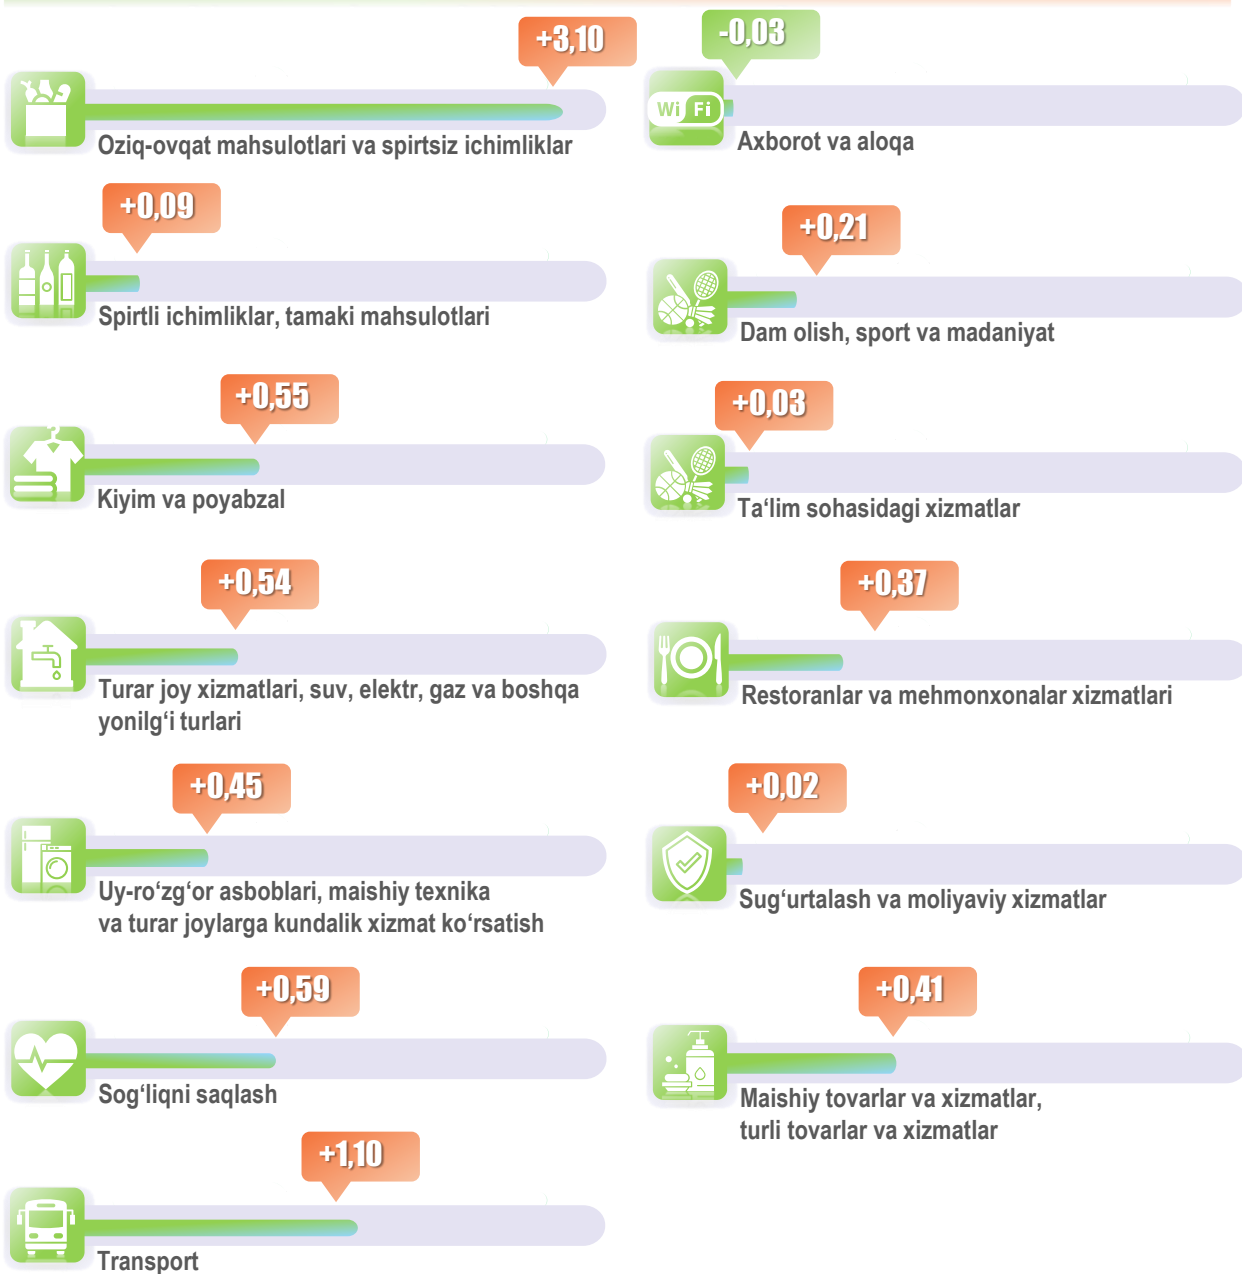 +3,10
Oziq-ovqat mahsulotlari va spirtsiz ichimliklar
+0,09
Spirtli ichimliklar, tamaki mahsulotlari
+0,55
Kiyim va poyabzal
+0,54
Turar joy xizmatlari, suv, elektr, gaz va boshqa
yonilg‘i turlari
+0,45
Uy-ro‘zg‘or asboblari, maishiy texnika
va turar joylarga kundalik xizmat ko‘rsatish
+0,59
Sog‘liqni saqlash
+1,10
Transport
-0,03
Wi Fi
Axborot va aloqa
+0,21
Dam olish, sport va madaniyat
+0,03
Ta‘lim sohasidagi xizmatlar
+0,37
Restoranlar va mehmonxonalar xizmatlari
+0,02
Sug‘urtalash va moliyaviy xizmatlar
+0,41
Maishiy tovarlar va xizmatlar,
turli tovarlar va xizmatlar